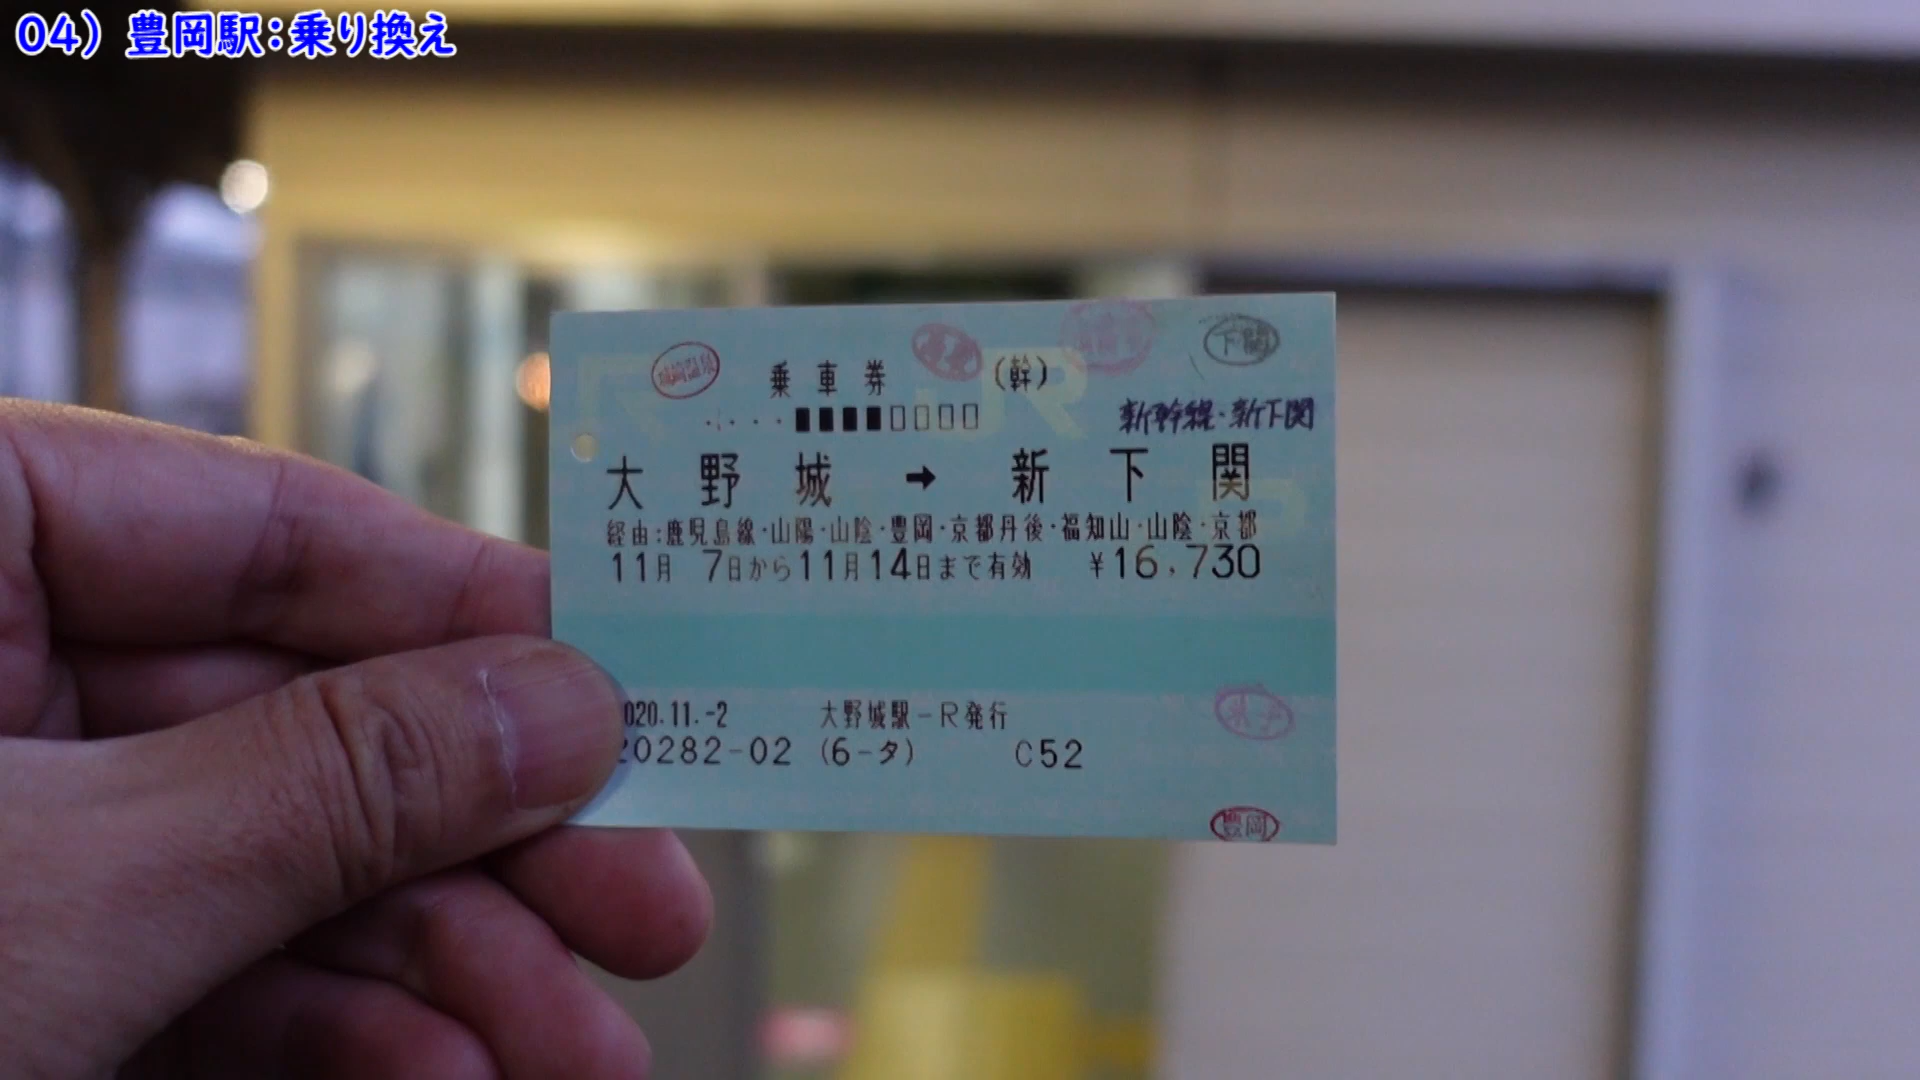 04) 豊岡駅:乗り換え
城崎温泉
下関
乗車券 (幹)
新幹線・新下関
大野城 → 新下関
経由:鹿児島線・山陽・山陰・豊岡・京都丹後・福知山・山陰・京都
11月 7日から11月14日まで有効 ¥16,730
020.11.-2 大野城駅-R発行
20282-02 (6-タ) C52
豊岡